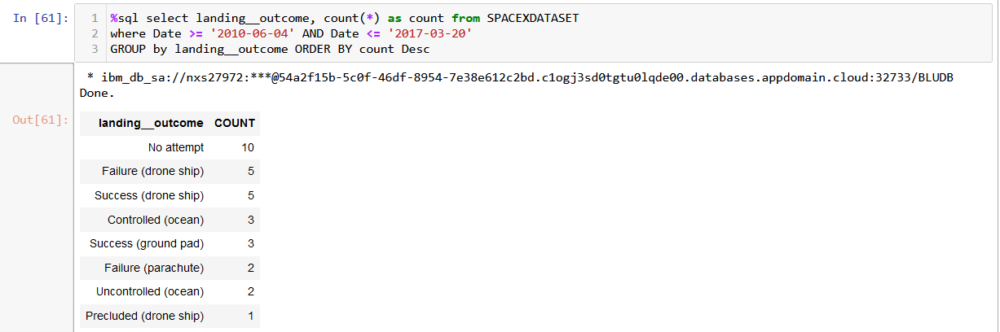 In [61]:
1 %sql select landing__outcome, count(*) as count from SPACEXDATASET
2 where Date >= '2010-06-04' AND Date <= '2017-03-20'
3 GROUP by landing__outcome ORDER BY count Desc
* ibm_db_sa://nxs27972:***@54a2f15b-5c0f-46df-8954-7e38e612c2bd.c1ogj3sd0tgtu0lqde00.databases.appdomain.cloud:32733/BLUDB
Done.
Out[61]:
landing__outcome COUNT
No attempt 10
Failure (drone ship) 5
Success (drone ship) 5
Controlled (ocean) 3
Success (ground pad) 3
Failure (parachute) 2
Uncontrolled (ocean) 2
Precluded (drone ship) 1